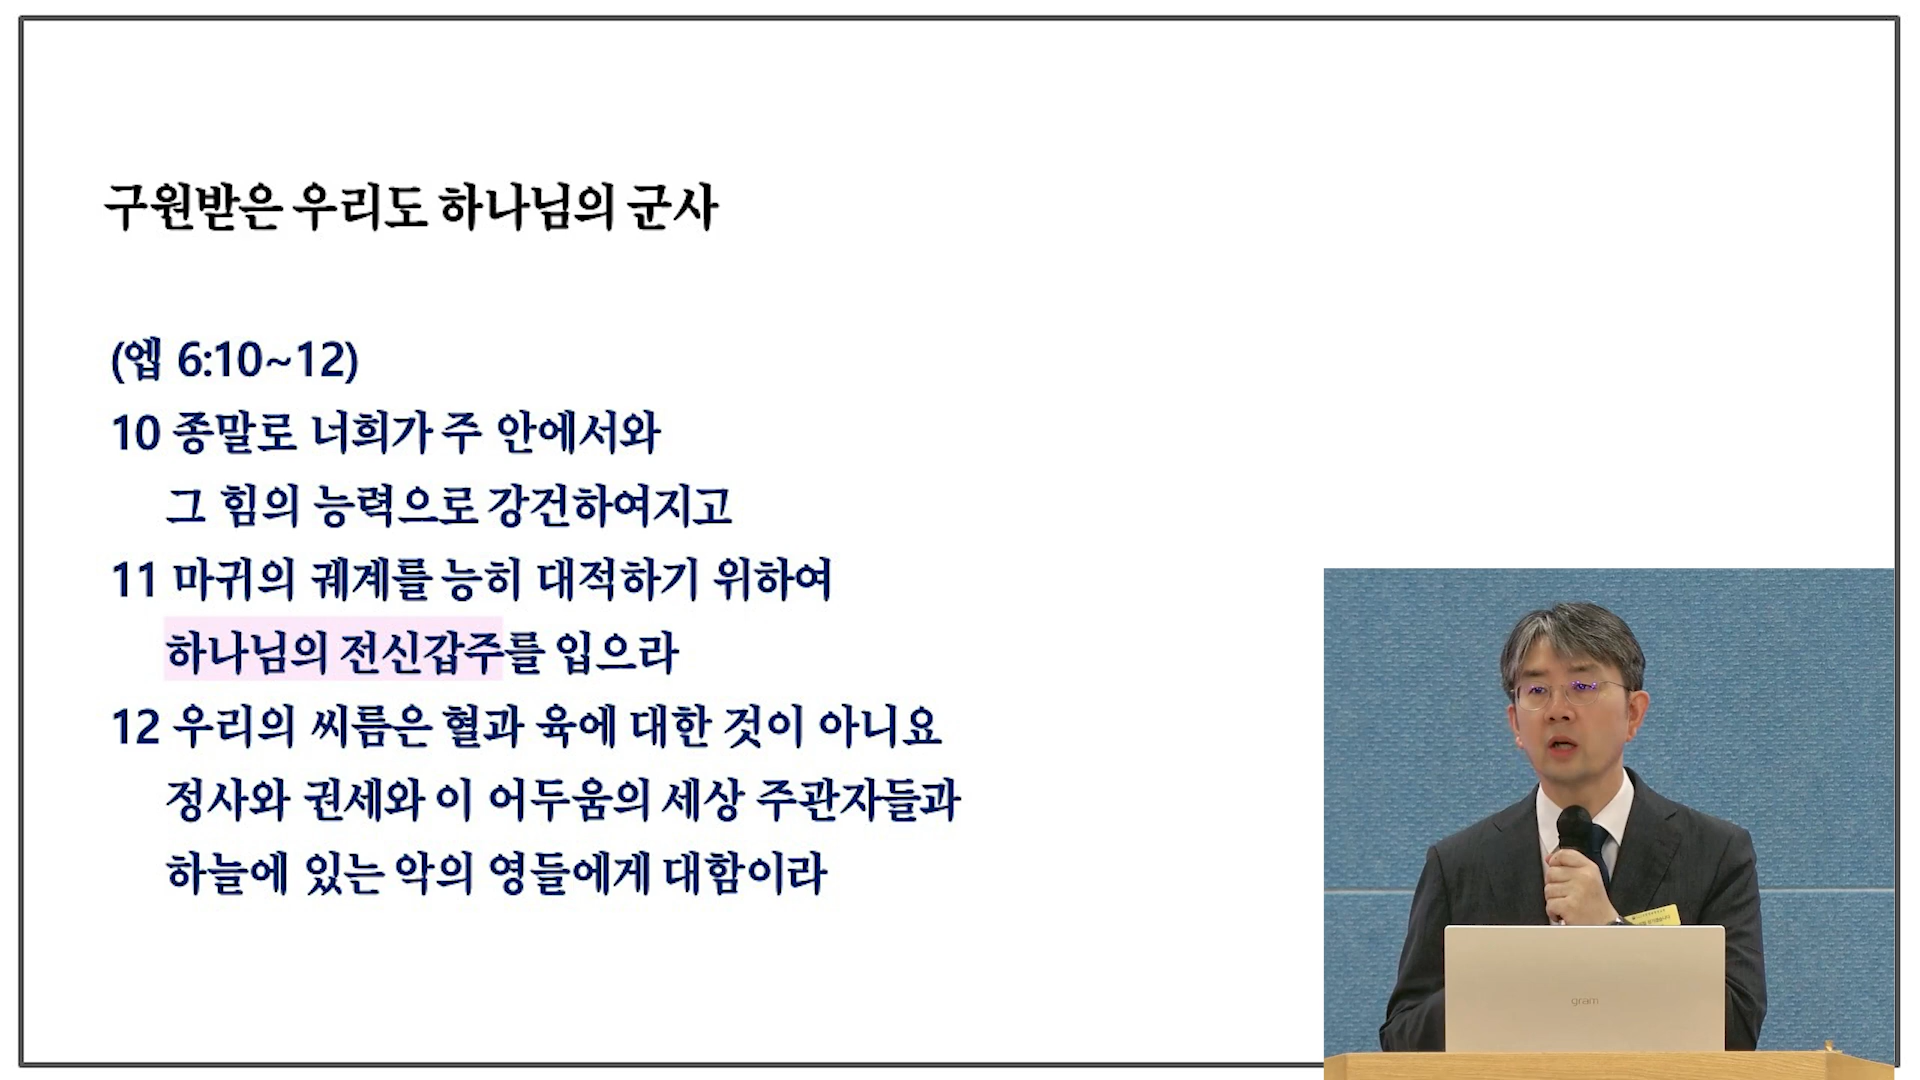 구원받은 우리도 하나님의 군사
(엡 6:10~12)
10 종말로 너희가 주 안에서와
그 힘의 능력으로 강건하여지고
11 마귀의 궤계를 능히 대적하기 위하여
하나님의 전신갑주를 입으라
12 우리의 씨름은 혈과 육에 대한 것이 아니요
정사와 권세와 이 어두움의 세상 주관자들과
하늘에 있는 악의 영들에게 대함이라
gram